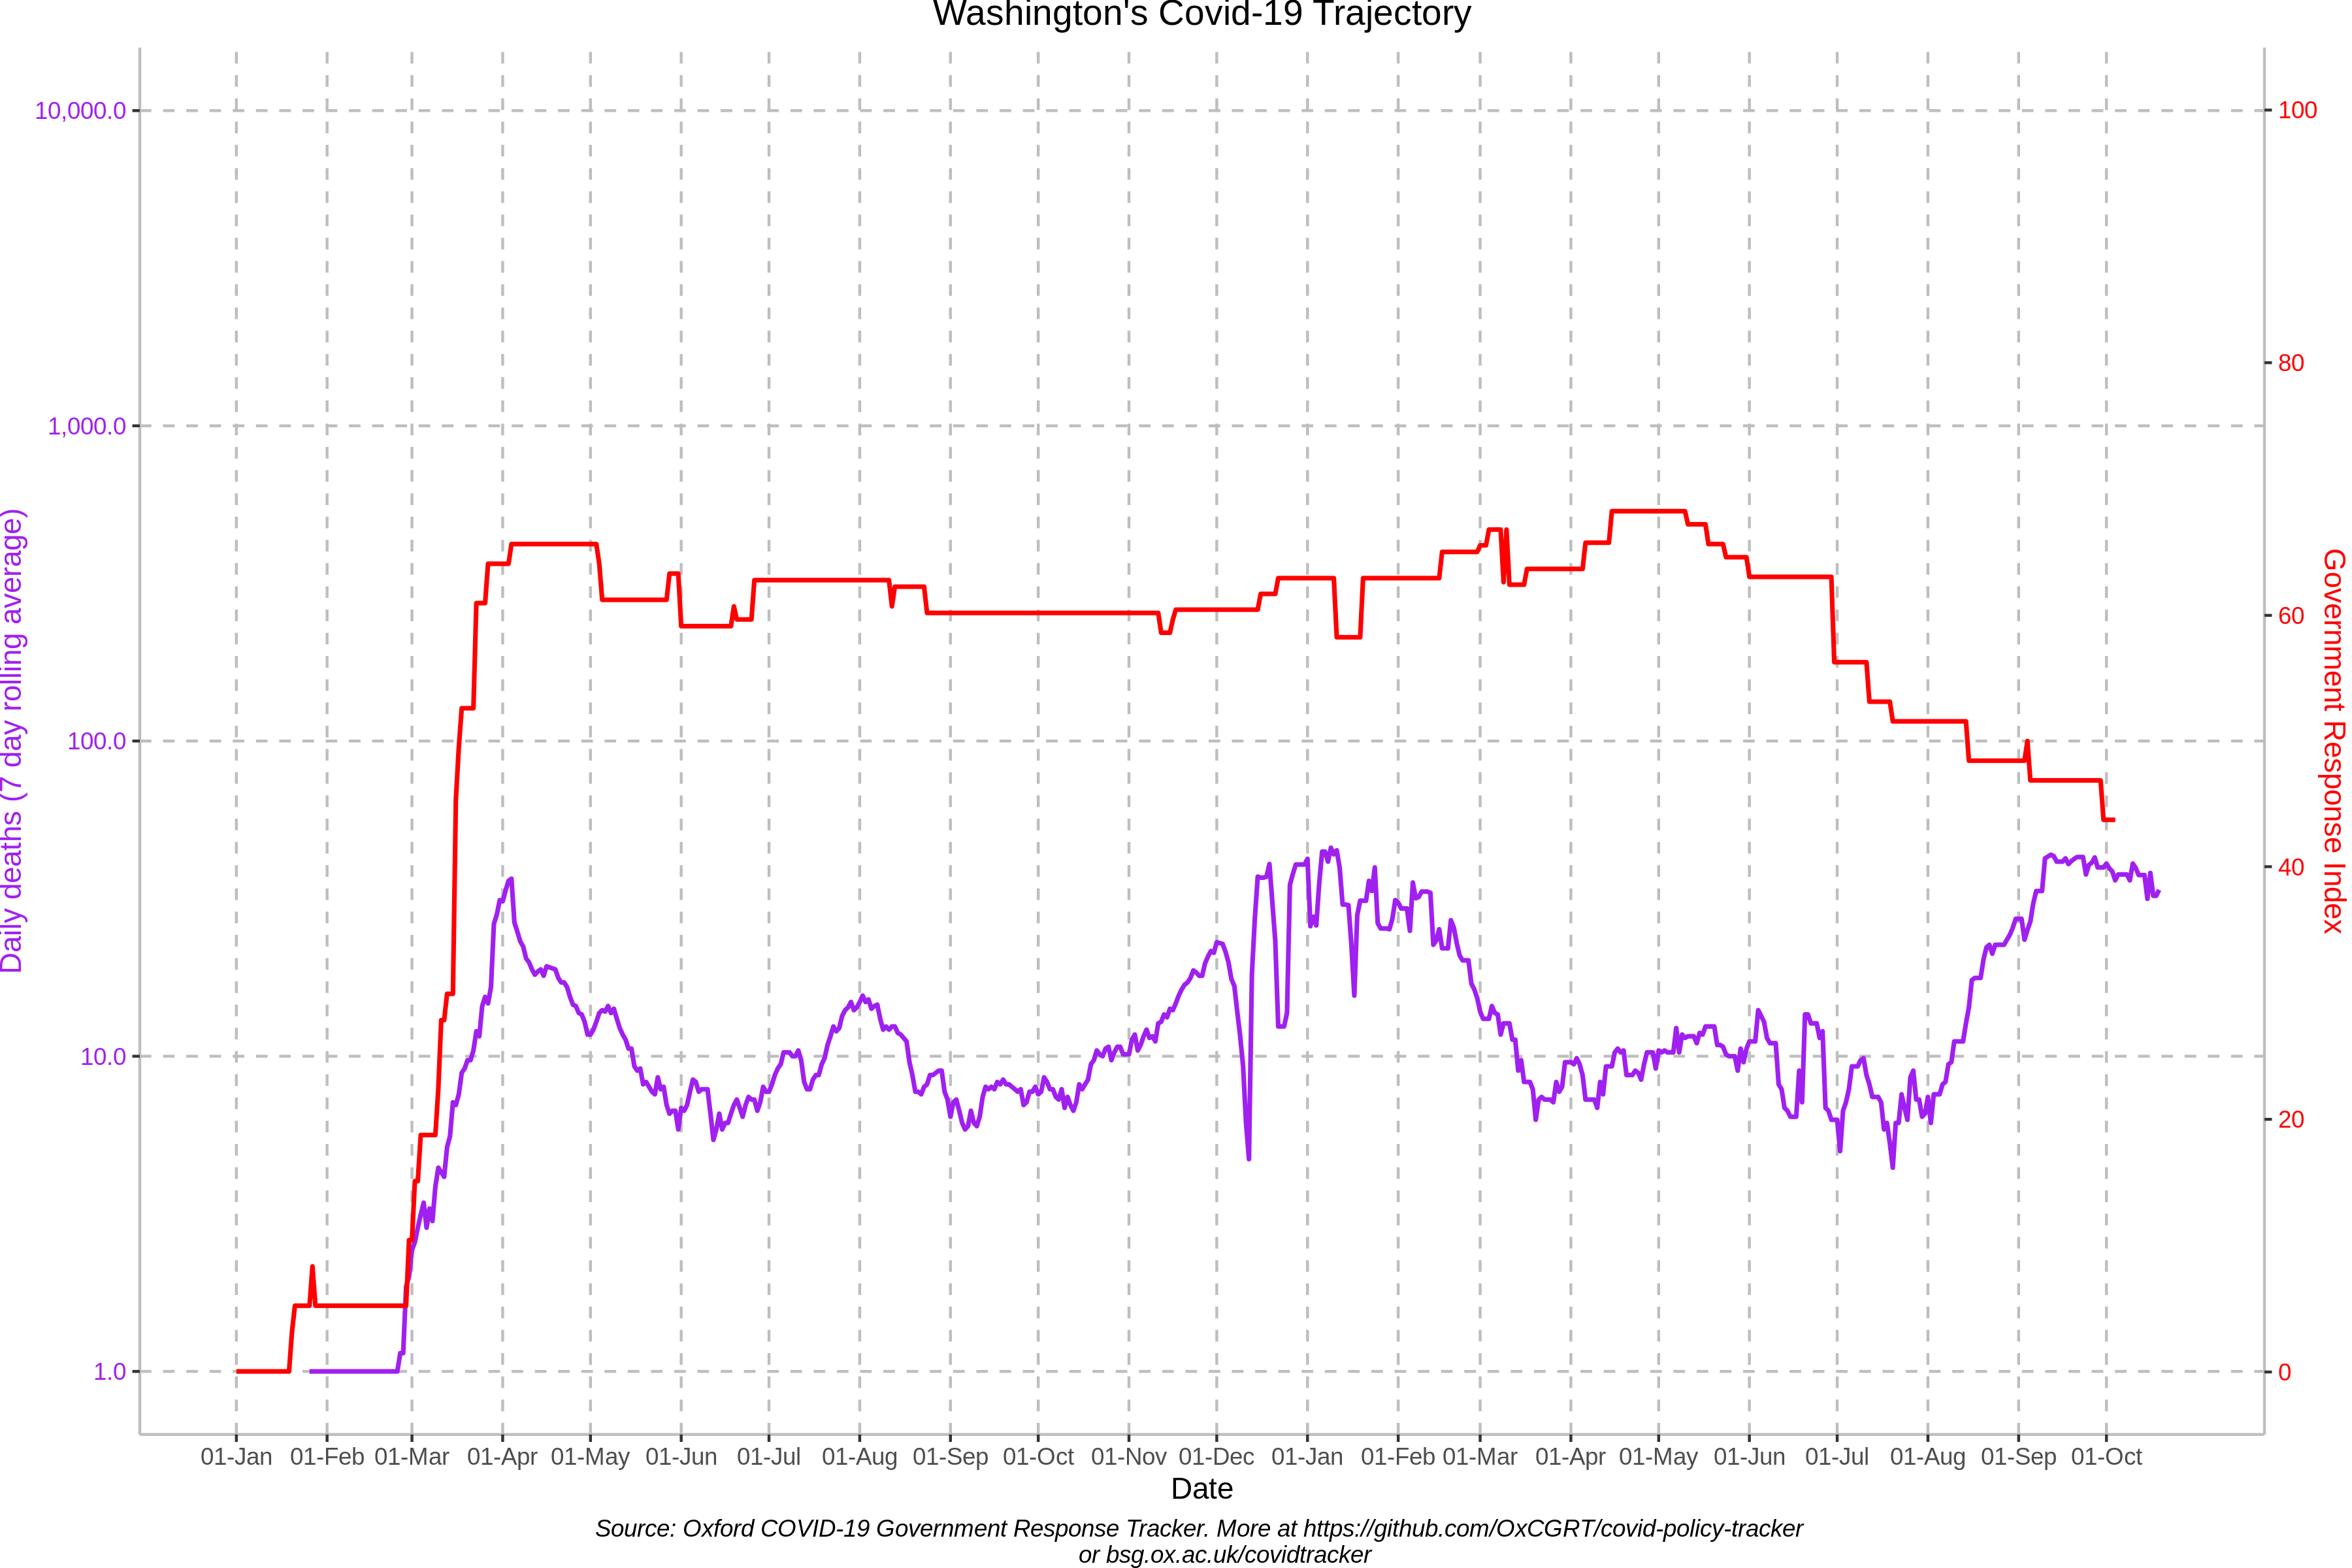 Washington's Covid-19 Trajectory
10,000.0
1,000.0
100.0
10.0
1.0
Daily deaths (7 day rolling average)
100
80
60
40
20
0
Government Response Index
01-Jan 01-Feb 01-Mar 01-Apr 01-May 01-Jun 01-Jul 01-Aug 01-Sep 01-Oct 01-Nov 01-Dec 01-Jan 01-Feb 01-Mar 01-Apr 01-May 01-Jun 01-Jul 01-Aug 01-Sep 01-Oct
Date
Source: Oxford COVID-19 Government Response Tracker. More at https://github.com/OxCGRT/covid-policy-tracker
or bsg.ox.ac.uk/covidtracker